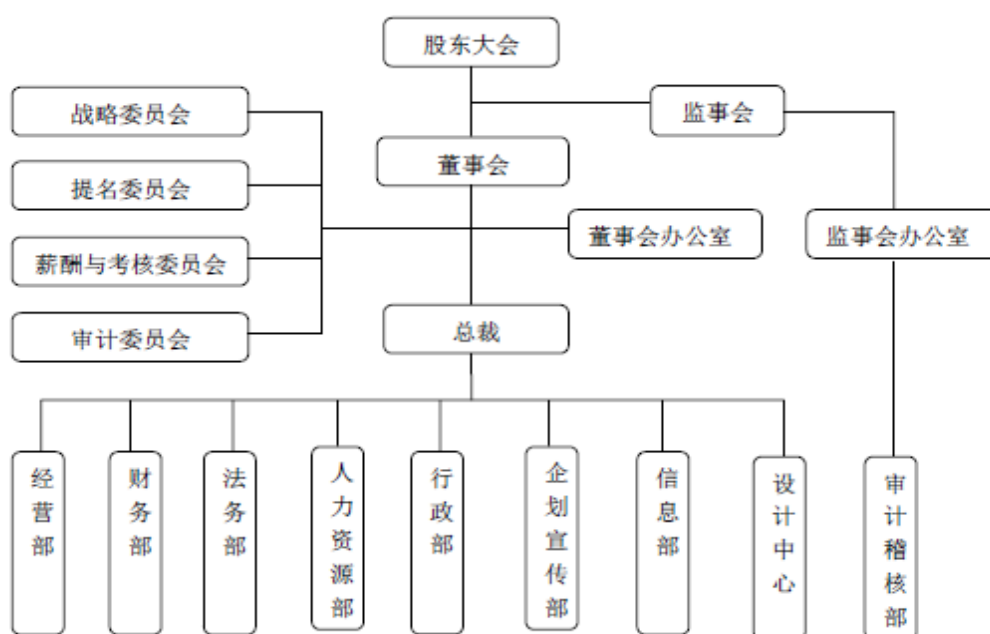 股东大会
战略委员会
监事会
董事会
提名委员会
董事会办公室
监事会办公室
薪酬与考核委员会
总裁
审计委员会
经营部
财务部
法务部
人力资源部
行政部
企划宣传部
信息部
设计中心
审计稽核部